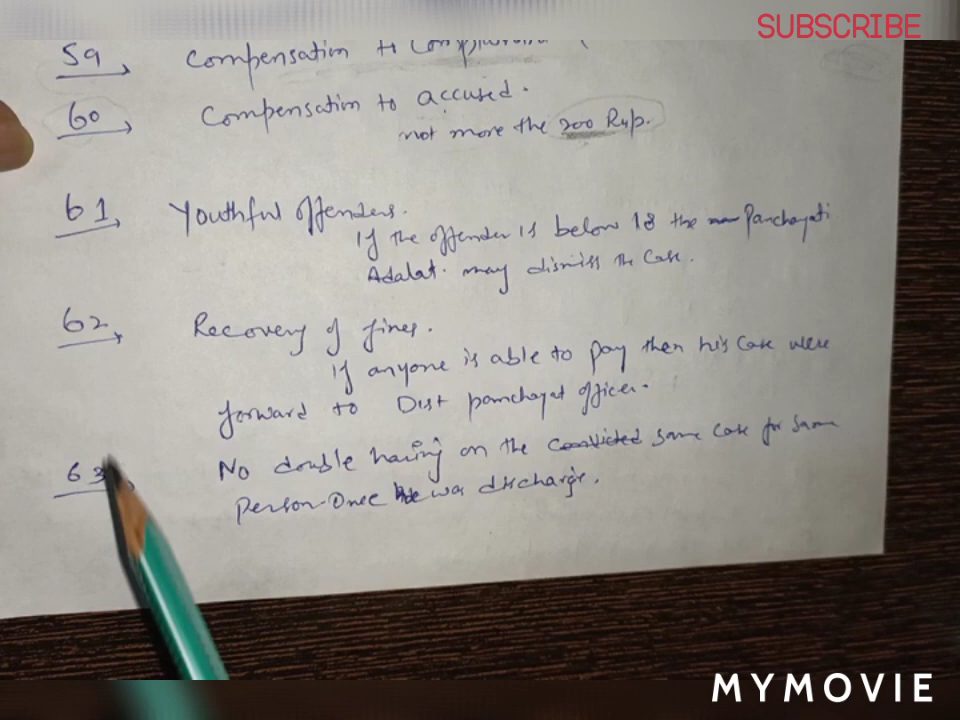 SUBSCRIBE
59 Compensation to
60 Compensation to accused.
not more the 200 Rup.
61 Youthful offenders.
If the offender is below 18 the Panchayati
Adalat. may dismiss the case.
62 Recovery of fines.
if anyone is able to pay then his case were
forward to Dist panchayat officer.
63 No double having on the convicted same case for same
person once he was discharge.
MYMOVIE